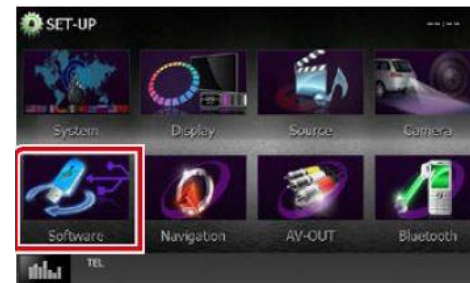 SET-UP
--:--
System Display Source Camera
Software Navigation AV-OUT Bluetooth
TEL